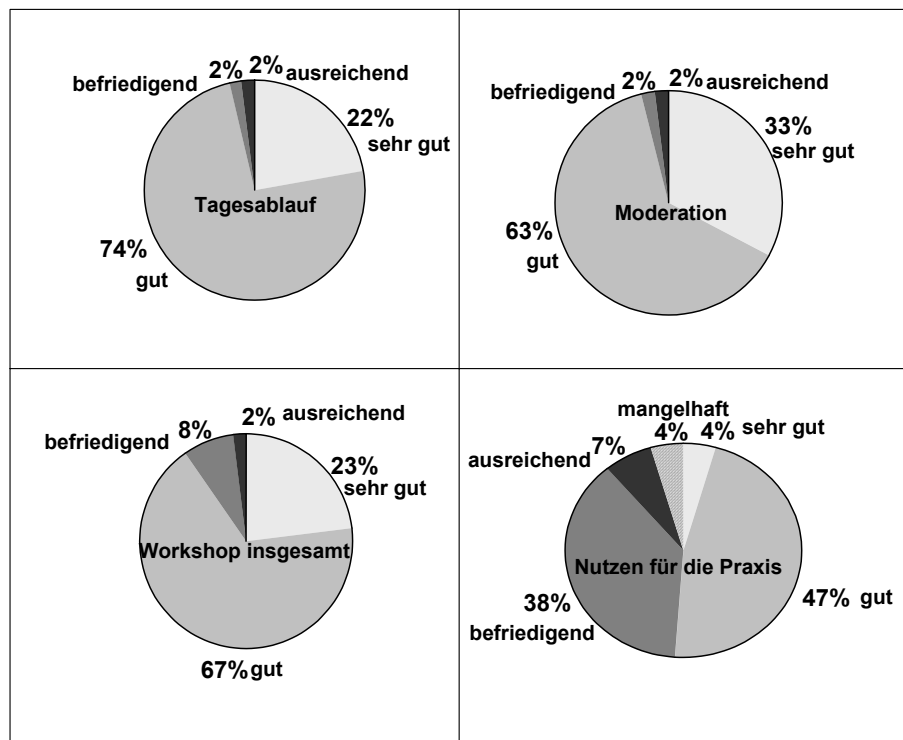 befriedigend 2% 2% ausreichend
22%
sehr gut
Tagesablauf
74%
gut
befriedigend 2% 2% ausreichend
33%
sehr gut
Moderation
63%
gut
befriedigend 8% 2% ausreichend
23%
sehr gut
Workshop insgesamt
67% gut
mangelhaft
ausreichend 7% 4% 4% sehr gut
Nutzen für die Praxis
38%
befriedigend
47% gut